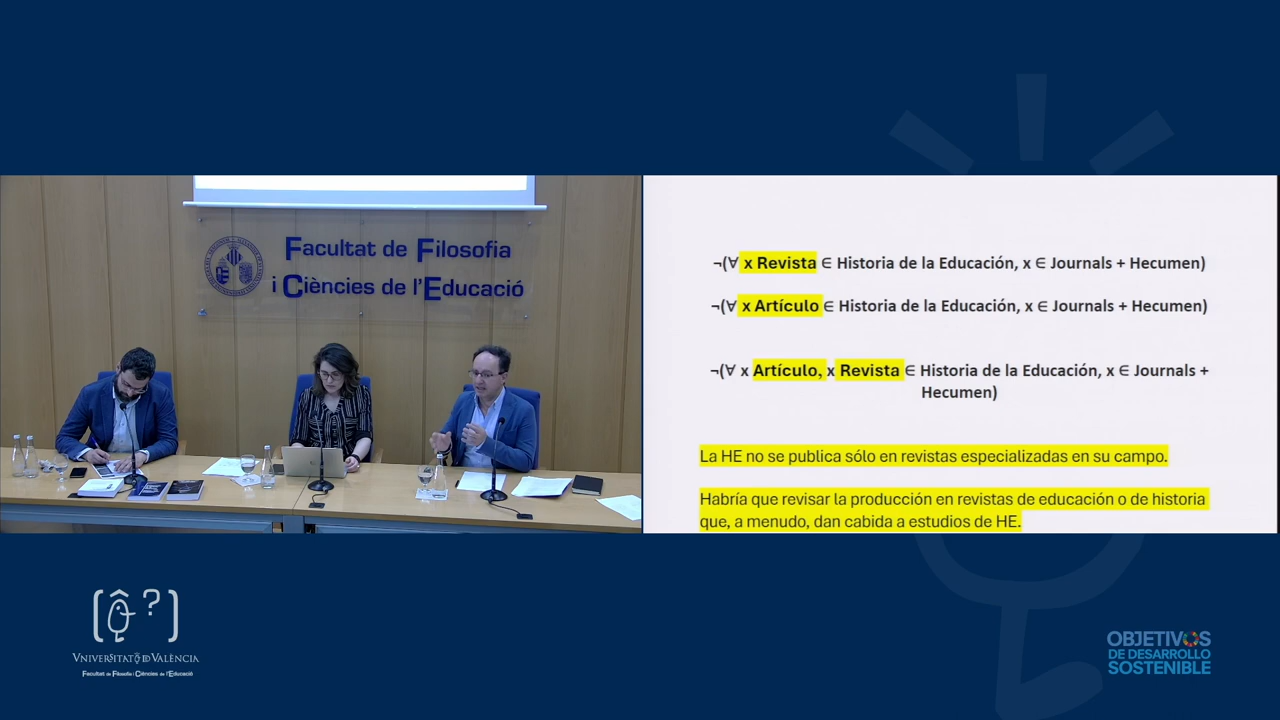 Facultat de Filosofia
i Ciències de l'Educació
¬(∀ x Revista ∈ Historia de la Educación, x ∈ Journals + Hecumen)
¬(∀ x Artículo ∈ Historia de la Educación, x ∈ Journals + Hecumen)
¬(∀ x Artículo, x Revista ∈ Historia de la Educación, x ∈ Journals +
Hecumen)
La HE no se publica sólo en revistas especializadas en su campo.
Habría que revisar la producción en revistas de educación o de historia
que, a menudo, dan cabida a estudios de HE.
VNIVERSITAT DE VALÈNCIA
Facultat de Filosofia i Ciències de l'Educació
OBJETIVOS
DE DESARROLLO
SOSTENIBLE